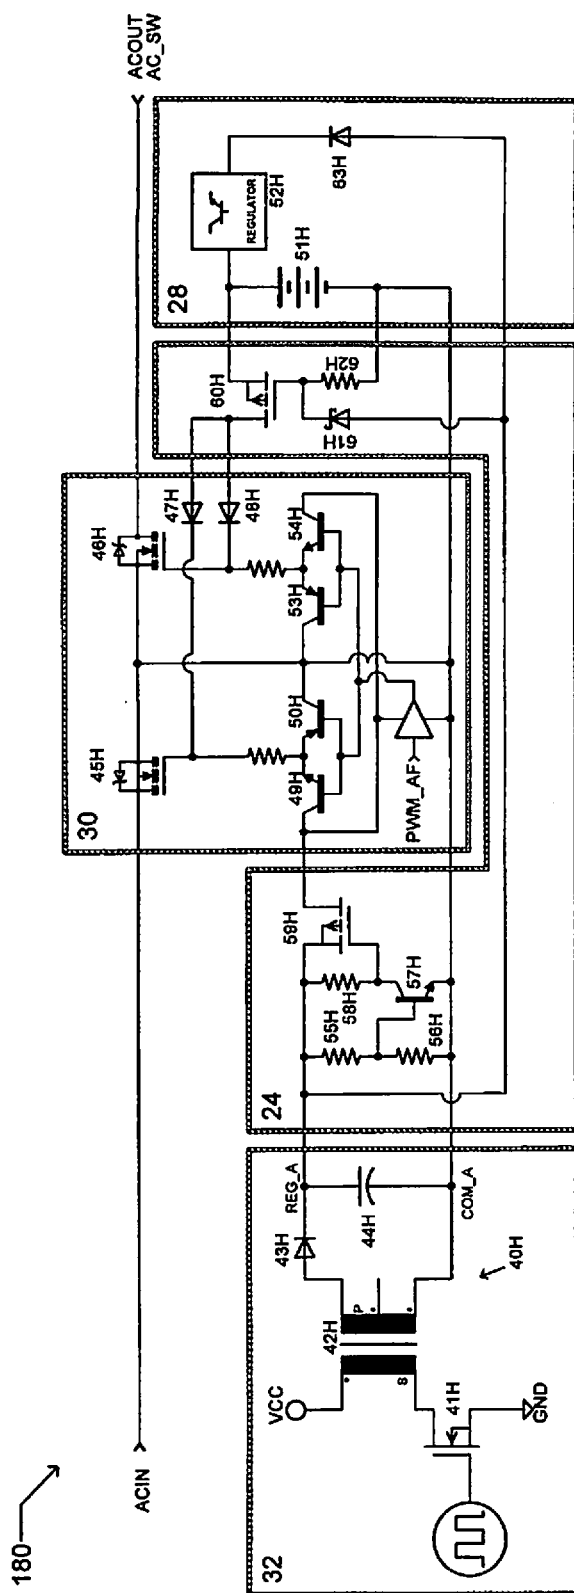 180
ACIN
ACOUT
AC_SW
30
45H
46H
47H
48H
49H
50H
53H
54H
PWM_AF
28
REGULATOR
52H
51H
63H
60H
61H
62H
24
59H
58H
55H
56H
57H
32
VCC
42H
P
S
43H
44H
REG_A
COM_A
40H
41H
GND